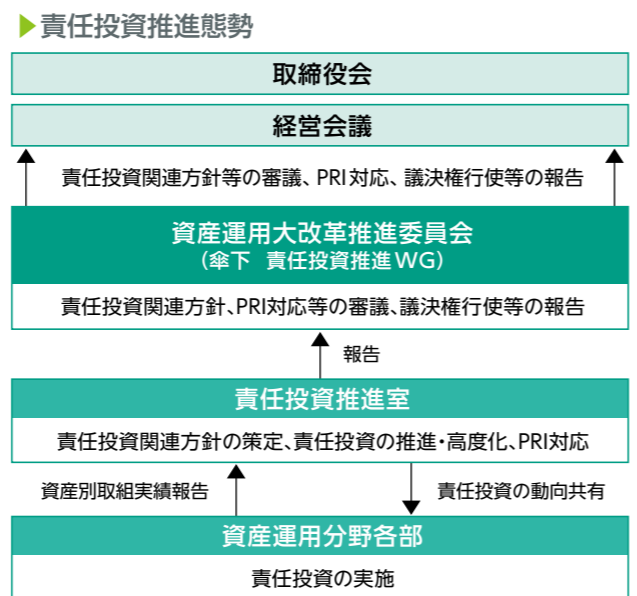 ▶責任投資推進態勢
取締役会
経営会議
責任投資関連方針等の審議、PRI対応、議決権行使等の報告
資産運用大改革推進委員会
（傘下 責任投資推進WG）
責任投資関連方針、PRI対応等の審議、議決権行使等の報告
報告
責任投資推進室
責任投資関連方針の策定、責任投資の推進・高度化、PRI対応
資産別取組実績報告
責任投資の動向共有
資産運用分野各部
責任投資の実施